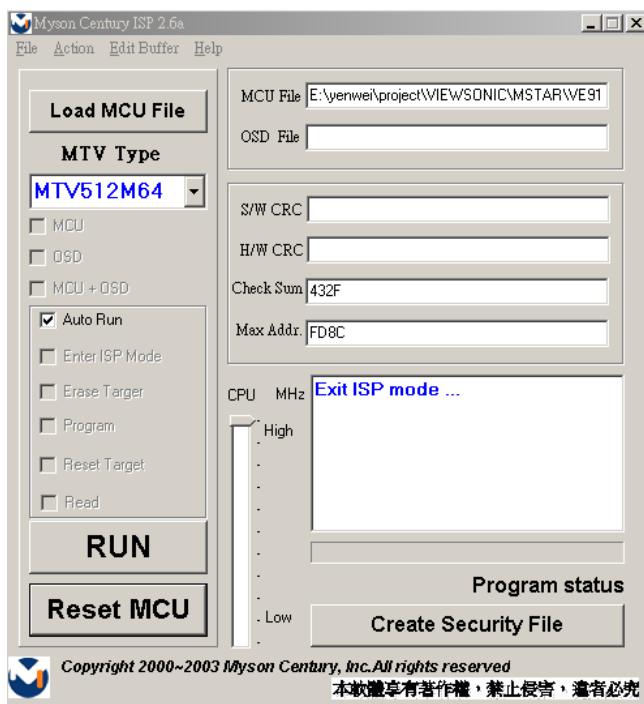 Myson Century ISP 2.6a
File Action Edit Buffer Help
Load MCU File
MTV Type
MTV512M64
MCU
OSD
MCU + OSD
Auto Run
Enter ISP Mode
Erase Targer
Program
Reset Target
Read
RUN
Reset MCU
MCU File E:\yenwei\project\VIEWSONIC\MSTAR\VE91
OSD File
S/W CRC
H/W CRC
Check Sum 432F
Max Addr. FD8C
CPU MHz
High
Low
Exit ISP mode ...
Program status
Create Security File
Copyright 2000~2003 Myson Century, Inc.All rights reserved
本軟體享有著作權，禁止侵害，違者必究